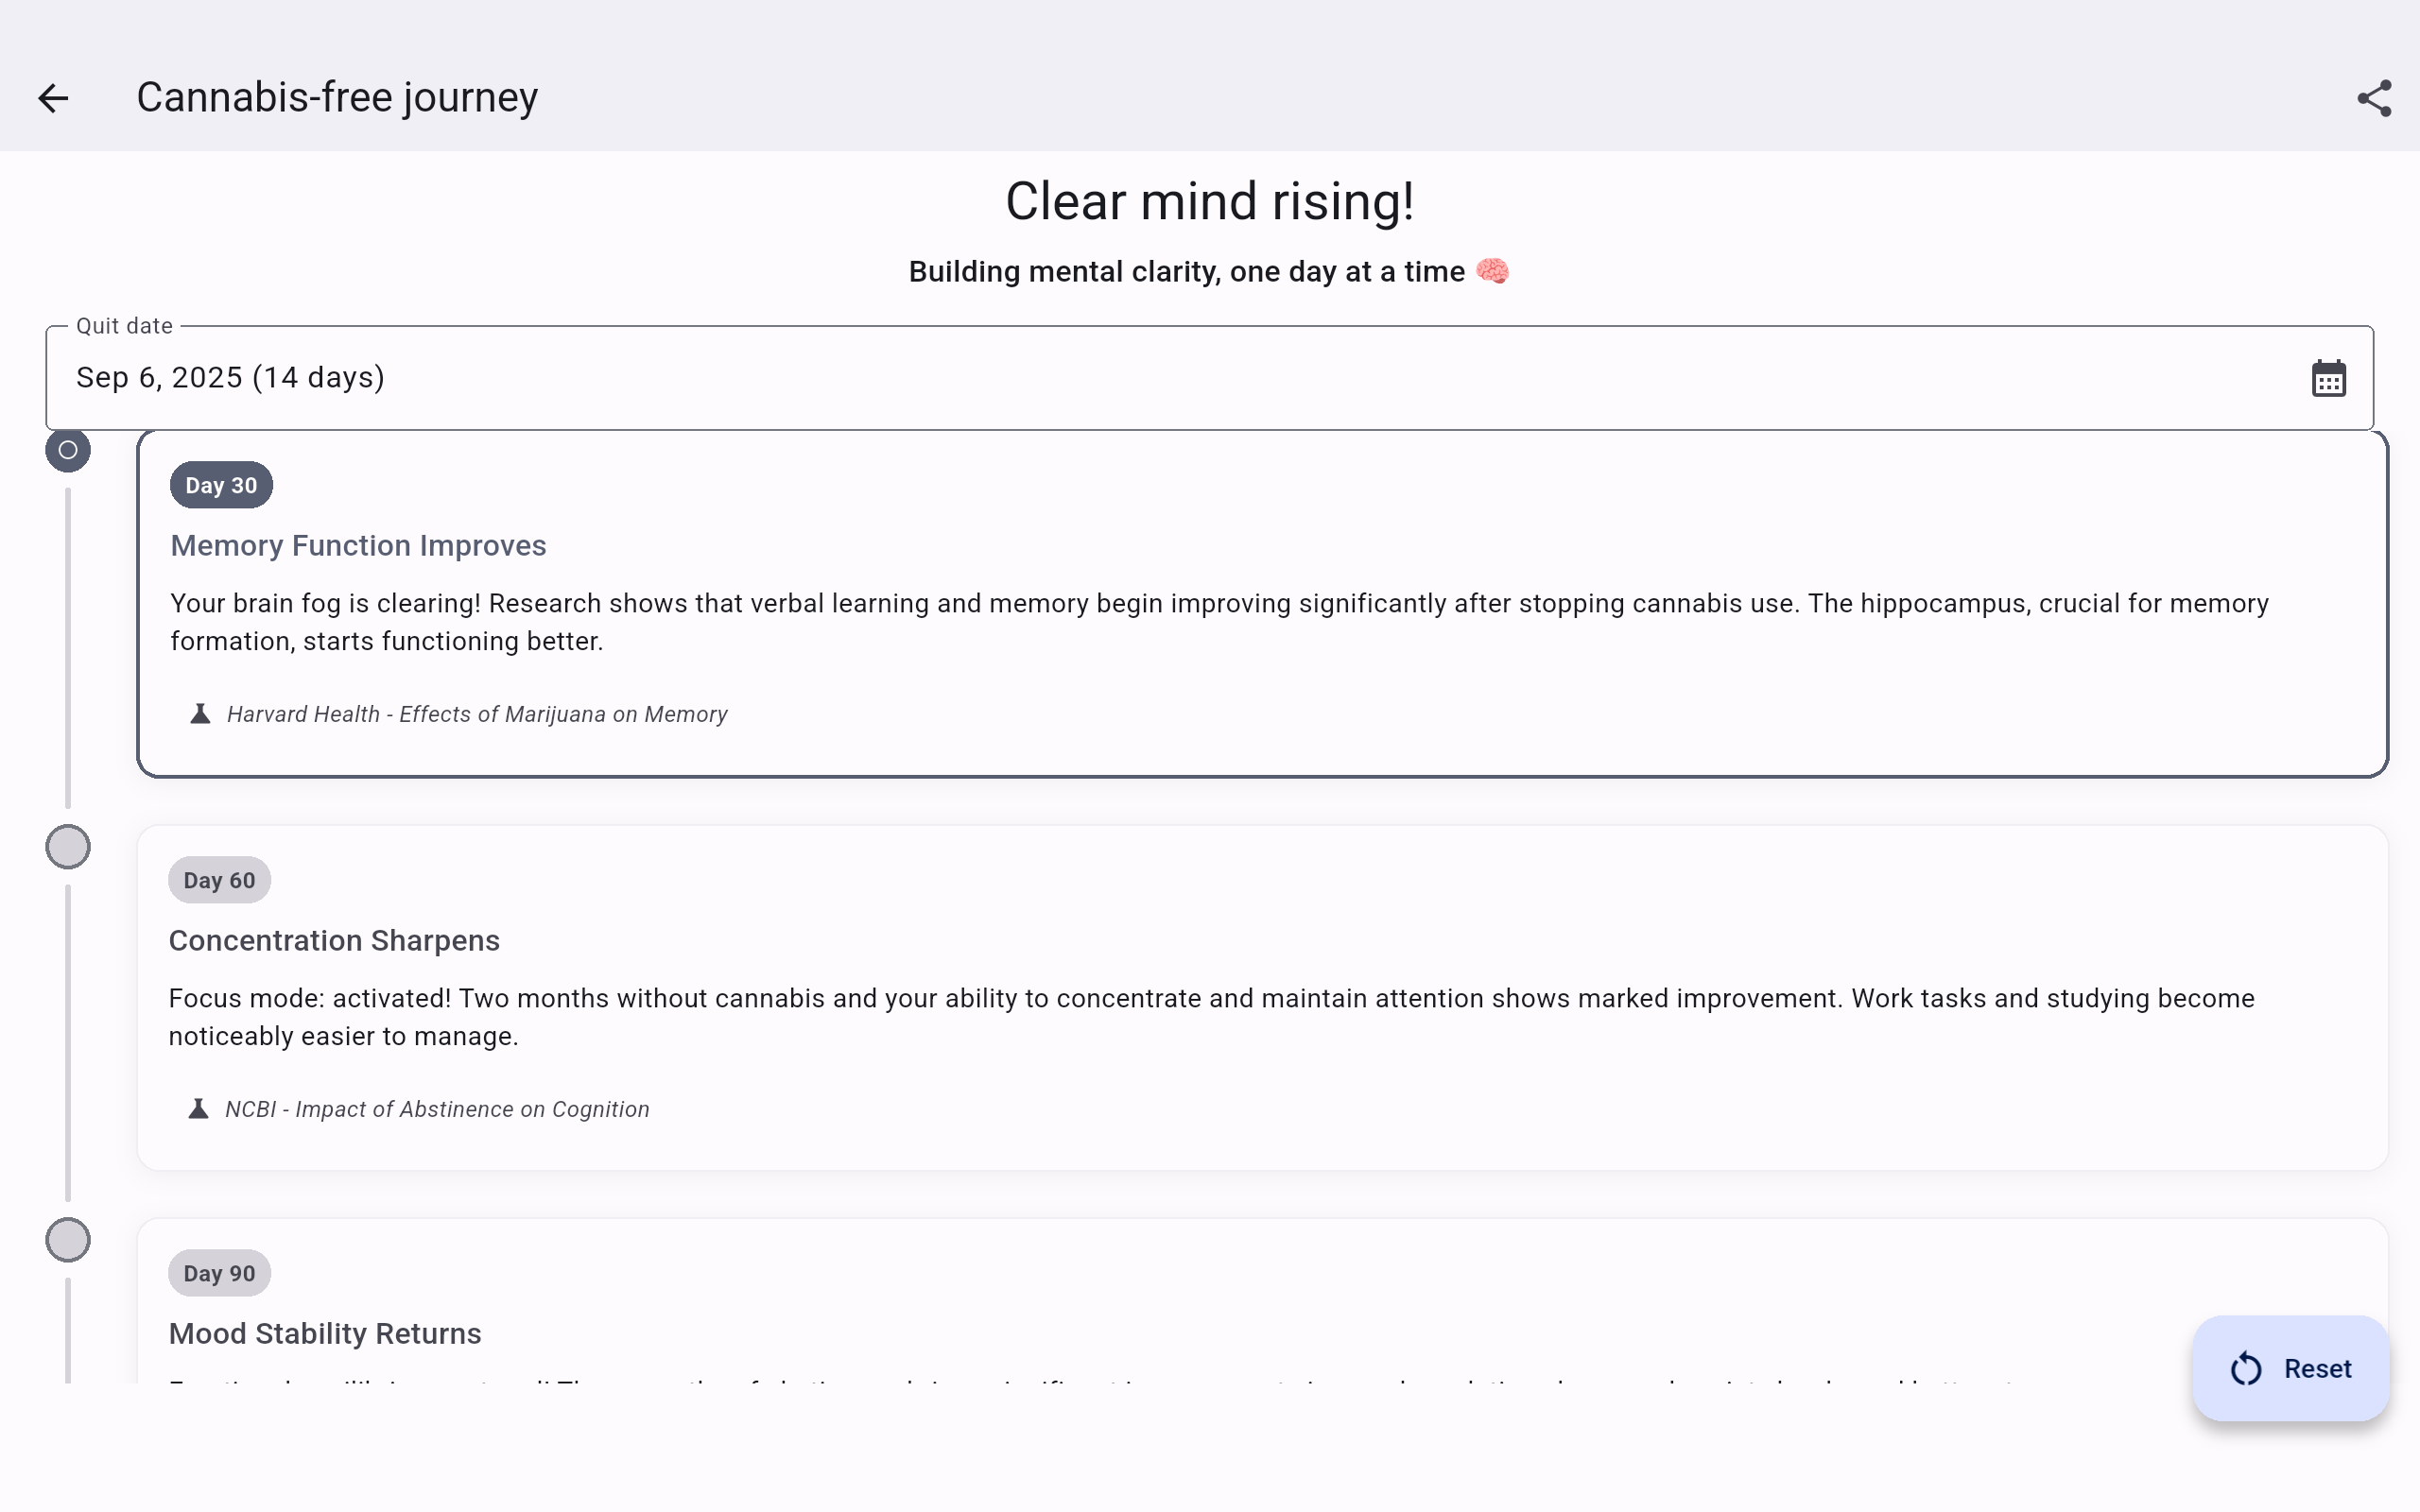 Cannabis-free journey
Clear mind rising!
Building mental clarity, one day at a time 🧠
Quit date
Sep 6, 2025 (14 days)
Day 30
Memory Function Improves
Your brain fog is clearing! Research shows that verbal learning and memory begin improving significantly after stopping cannabis use. The hippocampus, crucial for memory
formation, starts functioning better.
Harvard Health - Effects of Marijuana on Memory
Day 60
Concentration Sharpens
Focus mode: activated! Two months without cannabis and your ability to concentrate and maintain attention shows marked improvement. Work tasks and studying become
noticeably easier to manage.
NCBI - Impact of Abstinence on Cognition
Day 90
Mood Stability Returns
Reset